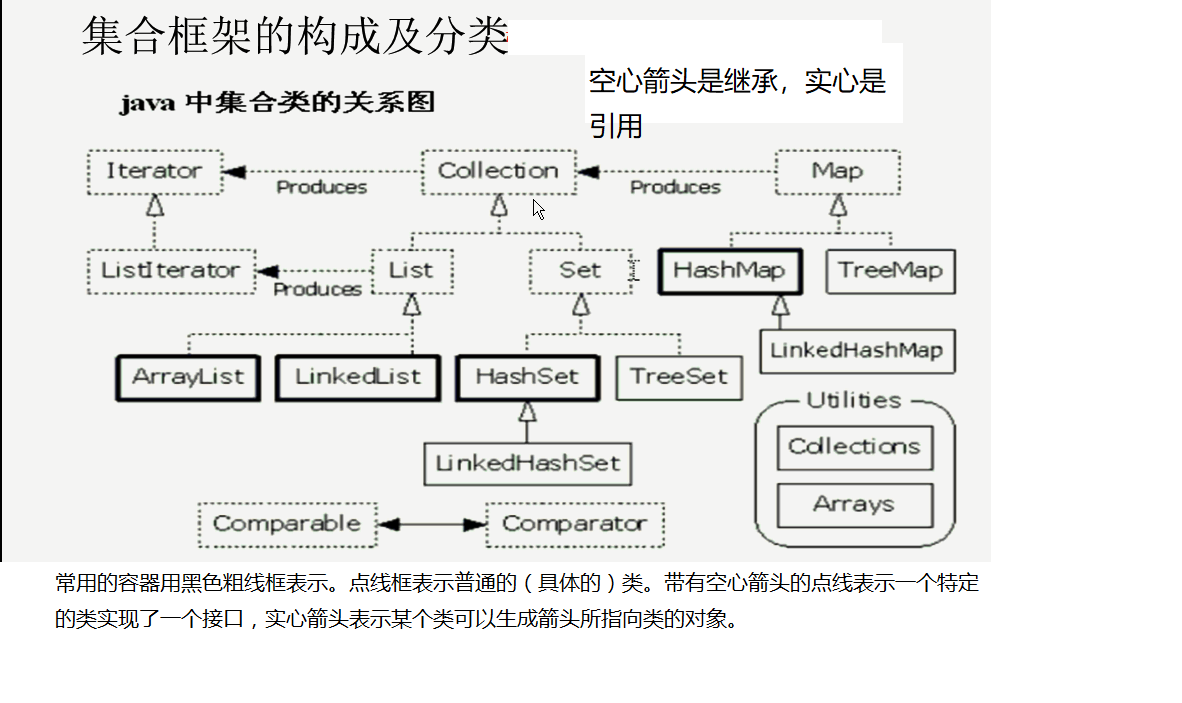 集合框架的构成及分类
空心箭头是继承，实心是
引用
java 中集合类的关系图
Iterator
Collection
Map
Produces
Produces
ListIterator
List
Set
HashMap
TreeMap
Produces
LinkedHashMap
ArrayList
LinkedList
HashSet
TreeSet
Utilities
Collections
LinkedHashSet
Arrays
Comparable
Comparator
常用的容器用黑色粗线框表示。点线框表示普通的（具体的）类。带有空心箭头的点线表示一个特定
的类实现了一个接口，实心箭头表示某个类可以生成箭头所指向类的对象。